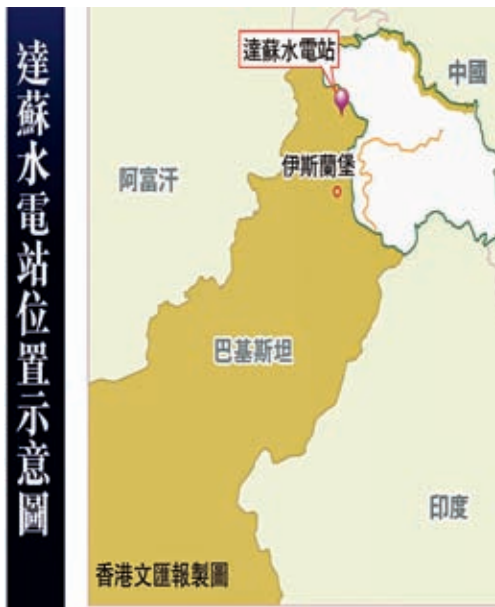 達蘇水電站位置示意圖
達蘇水電站
中國
伊斯蘭堡
阿富汗
巴基斯坦
印度
香港文匯報製圖